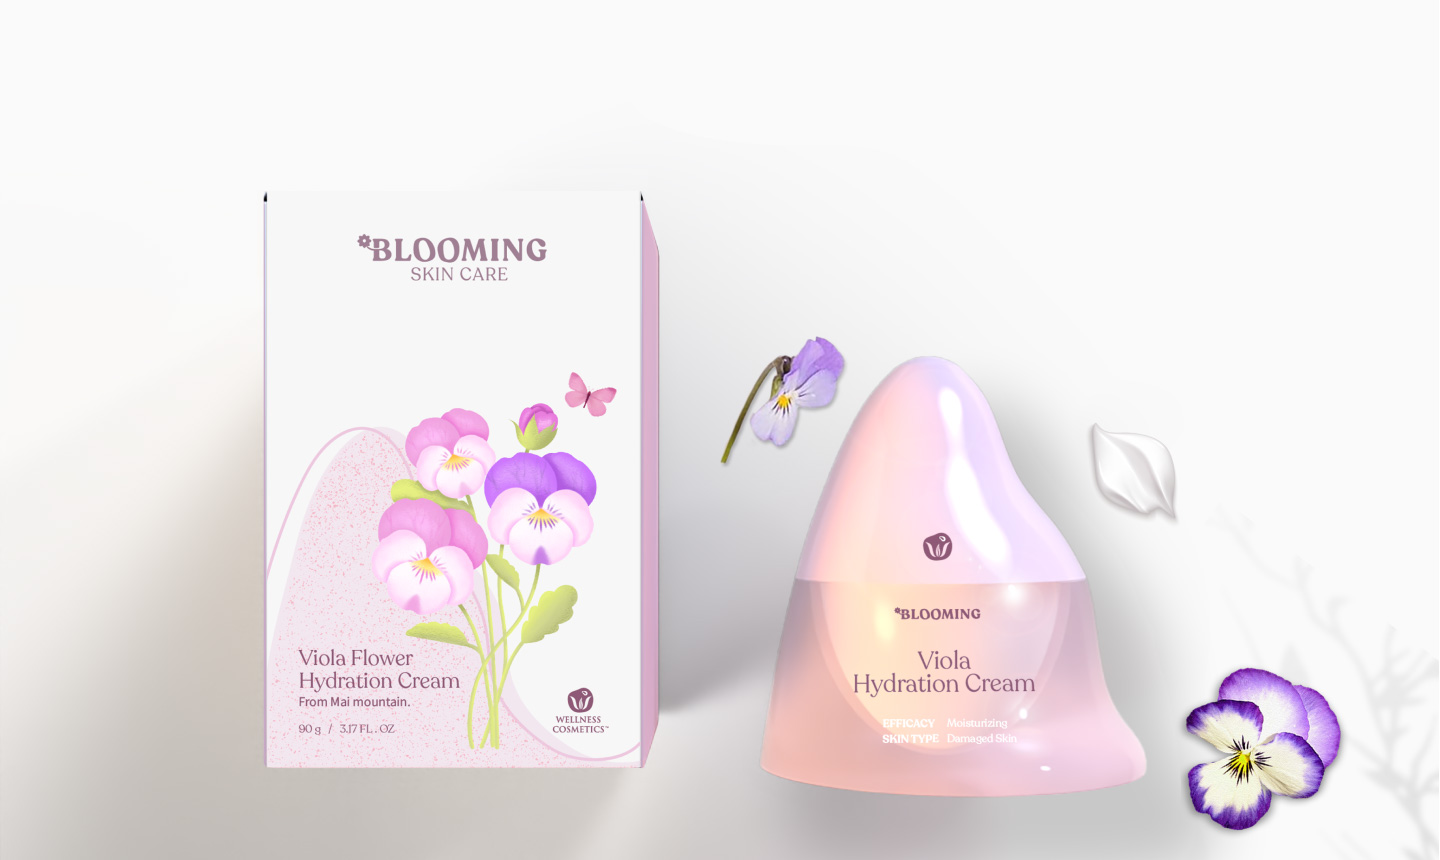 BLOOMING
SKIN CARE
Viola Flower
Hydration Cream
From Mai mountain.
90 g / 3.17 FL . OZ
WELLNESS
COSMETICS™
BLOOMING
Viola
Hydration Cream
EFFICACY Moisturizing
SKIN TYPE Damaged Skin